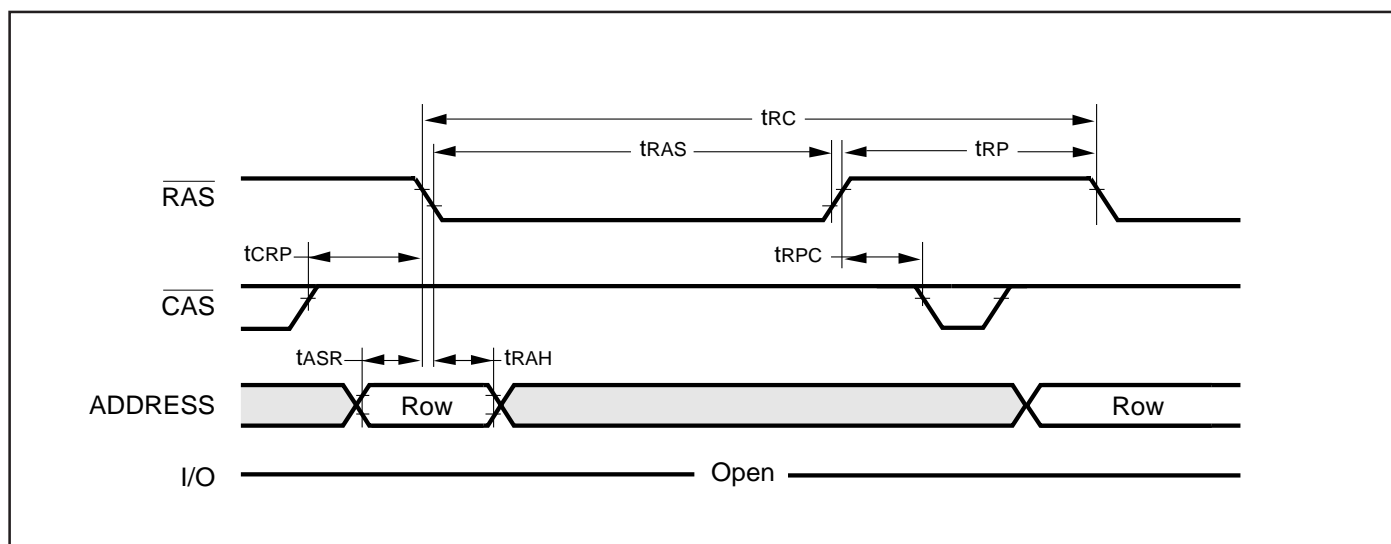 tRC
tRAS
tRP
RAS
tCRP
tRPC
CAS
tASR
tRAH
ADDRESS
Row
Row
I/O
Open